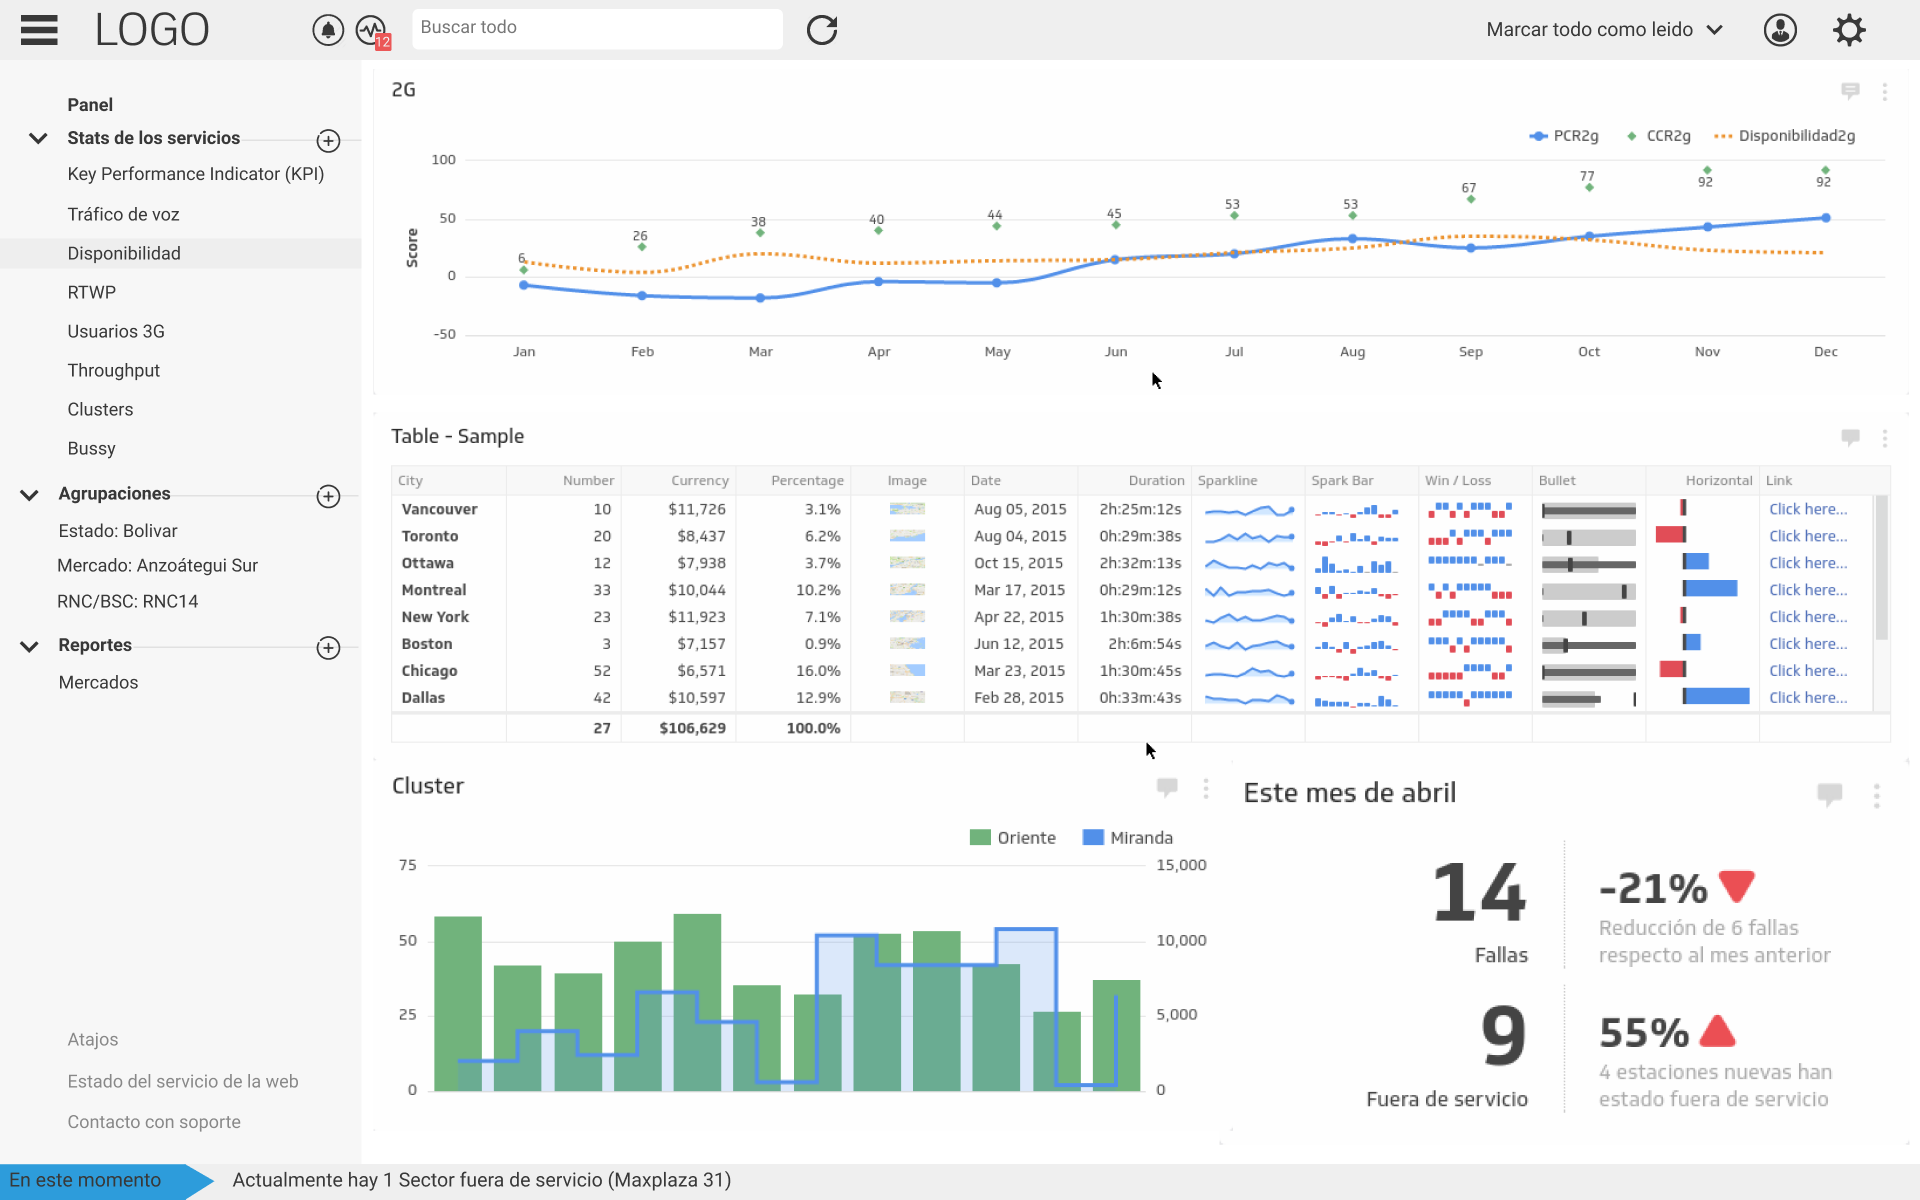 LOGO
12
Buscar todo
Marcar todo como leido
Panel
Stats de los servicios
Key Performance Indicator (KPI)
Tráfico de voz
Disponibilidad
RTWP
Usuarios 3G
Throughput
Clusters
Bussy
Agrupaciones
Estado: Bolivar
Mercado: Anzoátegui Sur
RNC/BSC: RNC14
Reportes
Mercados
Atajos
Estado del servicio de la web
Contacto con soporte
2G
PCR2g CCR2g Disponibilidad2g
Score
100
50
0
-50
6 26 38 40 44 45 53 53 67 77 92 92
Jan Feb Mar Apr May Jun Jul Aug Sep Oct Nov Dec
Table - Sample
City Number Currency Percentage Image Date Duration Sparkline Spark Bar Win / Loss Bullet Horizontal Link
Vancouver 10 $11,726 3.1% Aug 05, 2015 2h:25m:12s Click here...
Toronto 20 $8,437 6.2% Aug 04, 2015 0h:29m:38s Click here...
Ottawa 12 $7,938 3.7% Oct 15, 2015 2h:32m:13s Click here...
Montreal 33 $10,044 10.2% Mar 17, 2015 0h:29m:12s Click here...
New York 23 $11,923 7.1% Apr 22, 2015 1h:30m:38s Click here...
Boston 3 $7,157 0.9% Jun 12, 2015 2h:6m:54s Click here...
Chicago 52 $6,571 16.0% Mar 23, 2015 1h:30m:45s Click here...
Dallas 42 $10,597 12.9% Feb 28, 2015 0h:33m:43s Click here...
27 $106,629 100.0%
Cluster
Oriente Miranda
75 15,000
50 10,000
25 5,000
0 0
Este mes de abril
14
Fallas
-21%
Reducción de 6 fallas
respecto al mes anterior
9
Fuera de servicio
55%
4 estaciones nuevas han
estado fuera de servicio
En este momento
Actualmente hay 1 Sector fuera de servicio (Maxplaza 31)